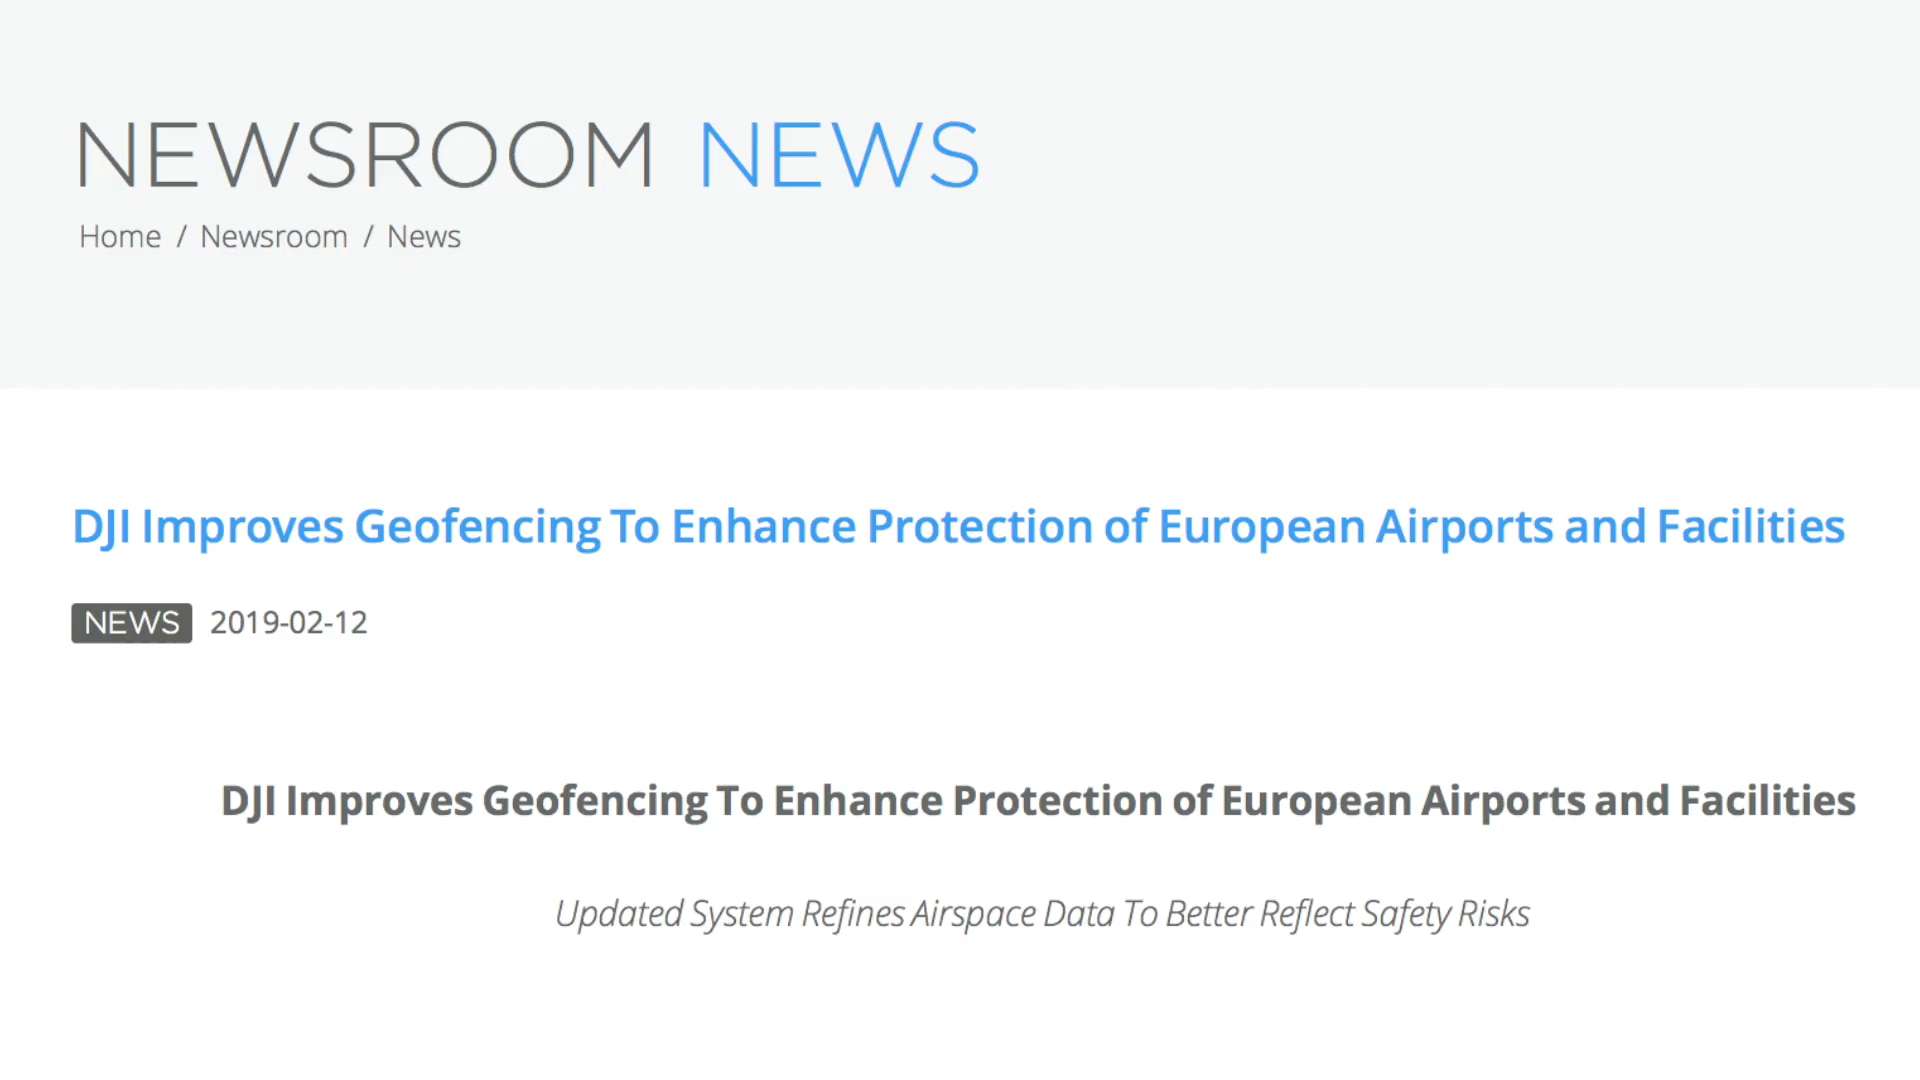 NEWSROOM NEWS
Home / Newsroom / News
DJI Improves Geofencing To Enhance Protection of European Airports and Facilities
NEWS 2019-02-12
DJI Improves Geofencing To Enhance Protection of European Airports and Facilities
Updated System Refines Airspace Data To Better Reflect Safety Risks